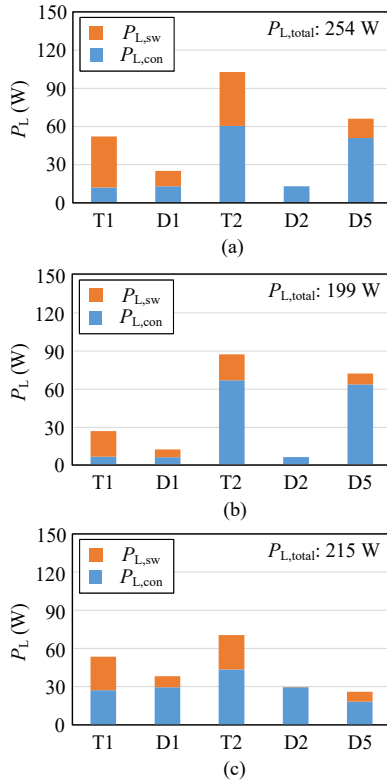 150
120
90
60
30
0
P_L (W)
P_L,sw
P_L,con
P_L,total: 254 W
T1 D1 T2 D2 D5
(a)
150
120
90
60
30
0
P_L (W)
P_L,sw
P_L,con
P_L,total: 199 W
T1 D1 T2 D2 D5
(b)
150
120
90
60
30
0
P_L (W)
P_L,sw
P_L,con
P_L,total: 215 W
T1 D1 T2 D2 D5
(c)